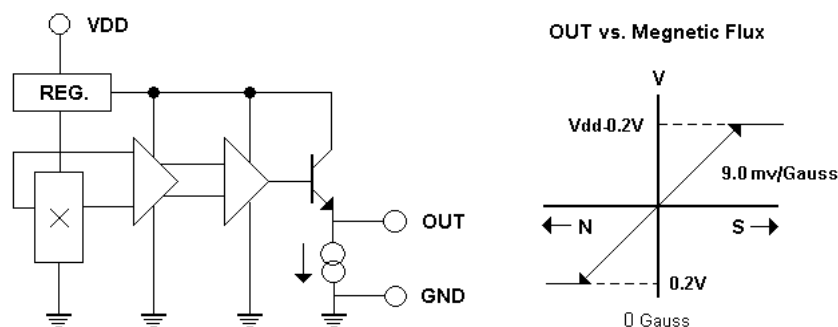 VDD
REG.
OUT
GND
OUT vs. Megnetic Flux
V
Vdd-0.2V
9.0 mv/Gauss
N
S
0.2V
0 Gauss